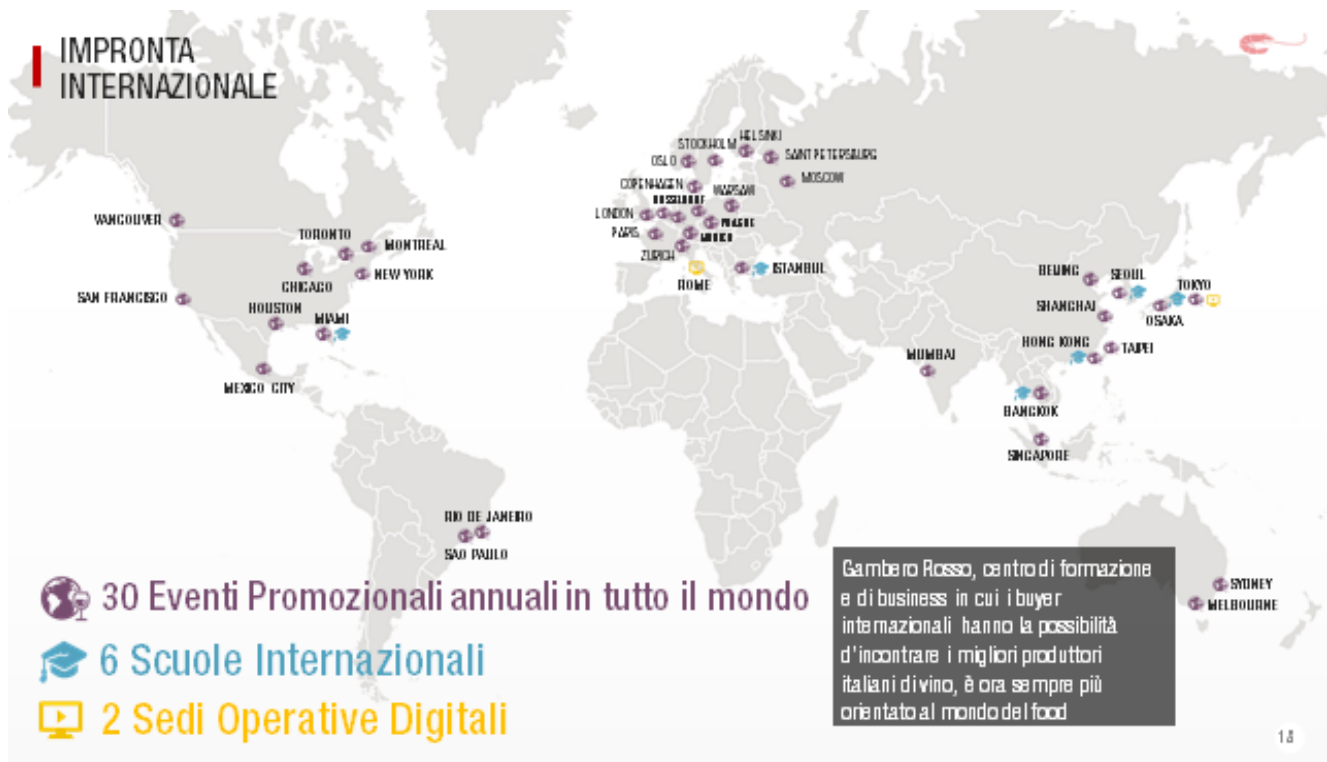 IMPRONTA
INTERNAZIONALE
HELSINKI
STOCKHOLM
OSLO
SAINT PETERSBURG
MOSCOW
COPENHAGEN
WARSAW
DUSSELDORF
LONDON
PRAGUE
PARIS
MUNICH
ZURICH
ROME
ISTANBUL
VANCOUVER
TORONTO
MONTREAL
NEW YORK
CHICAGO
SAN FRANCISCO
HOUSTON
MIAMI
MEXICO CITY
BEIJING
SEOUL
TOKYO
SHANGHAI
OSAKA
HONG KONG
TAIPEI
MUMBAI
BANGKOK
SINGAPORE
RIO DE JANEIRO
SAO PAULO
SYDNEY
MELBOURNE
30 Eventi Promozionali annuali in tutto il mondo
6 Scuole Internazionali
2 Sedi Operative Digitali
Gambero Rosso, centro di formazione
e di business in cui i buyer
internazionali hanno la possibilità
d'incontrare i migliori produttori
italiani di vino, è ora sempre più
orientato al mondo del food